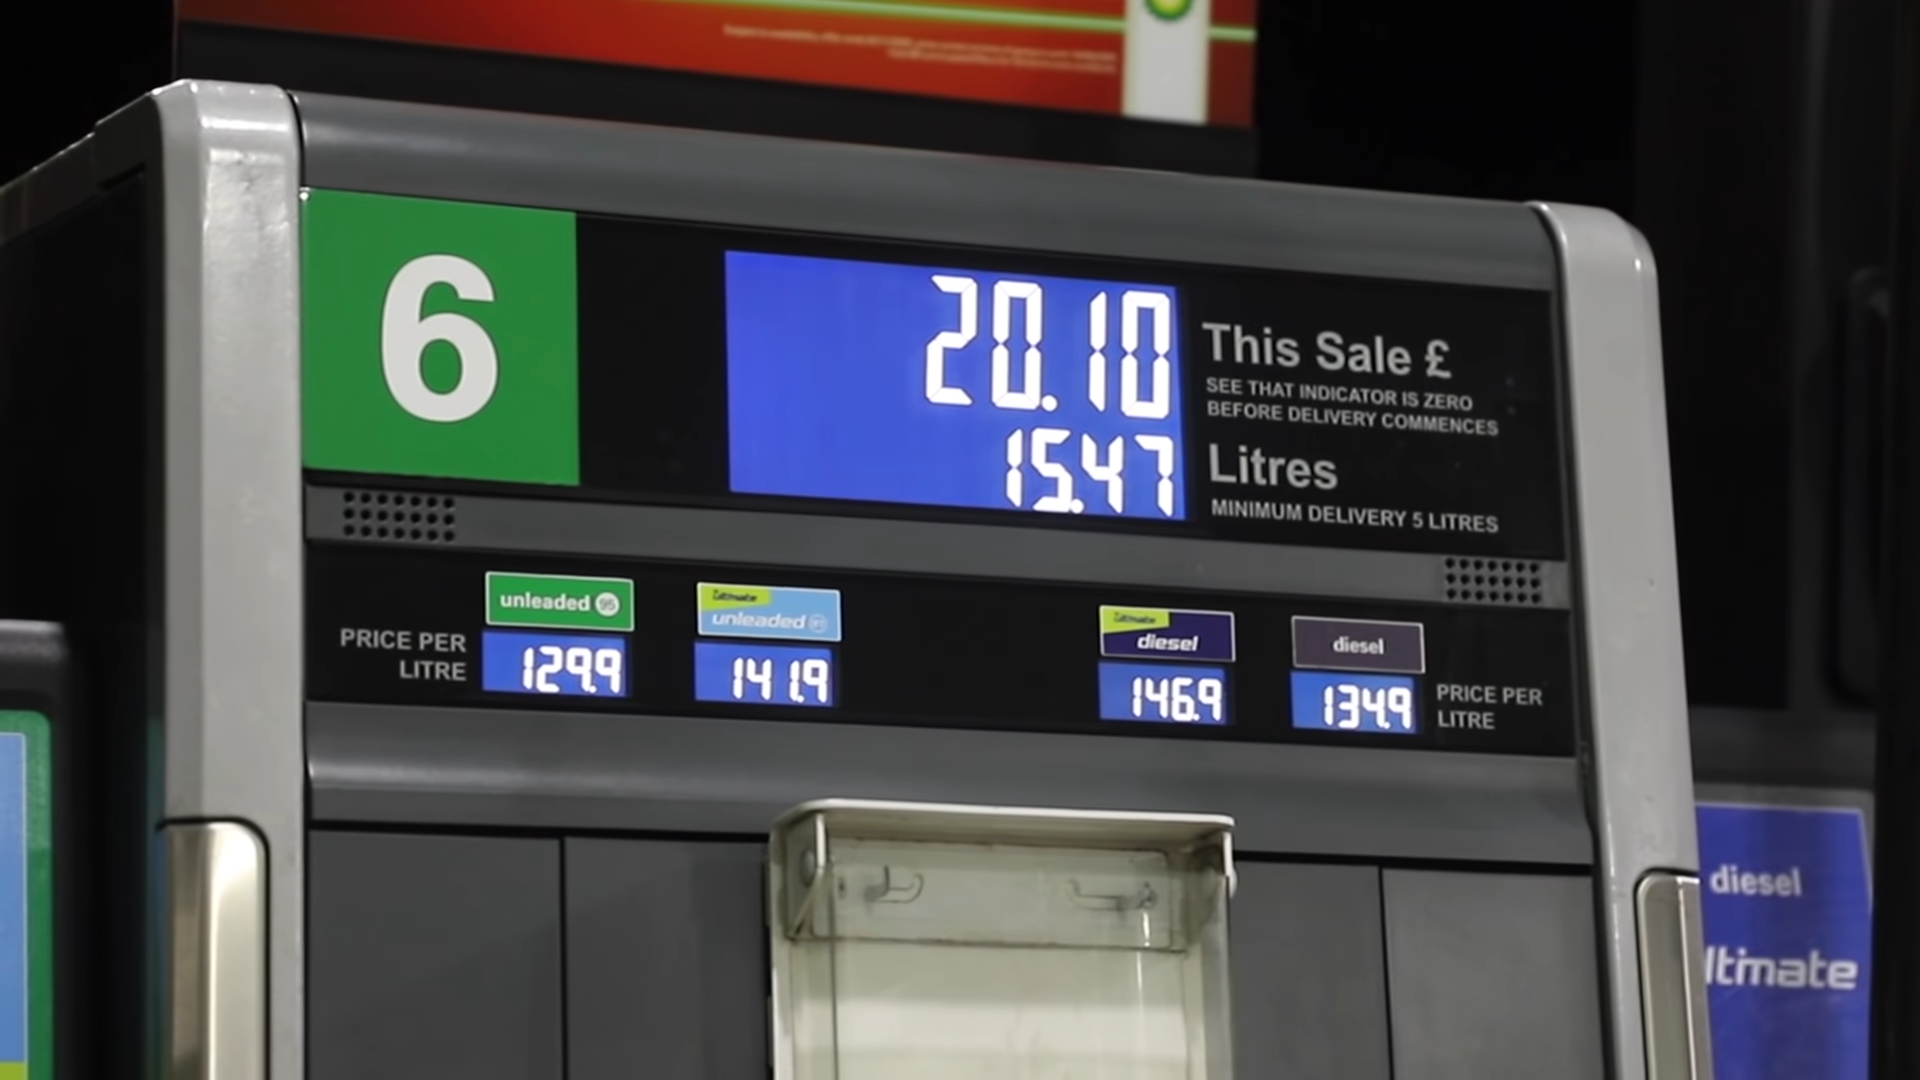 6
20.10
This Sale £
SEE THAT INDICATOR IS ZERO
BEFORE DELIVERY COMMENCES
15.47
Litres
MINIMUM DELIVERY 5 LITRES
PRICE PER
LITRE
unleaded 95
129.9
Ultimate
unleaded
141.9
Ultimate
diesel
146.9
diesel
134.9
PRICE PER
LITRE
diesel
ltimate